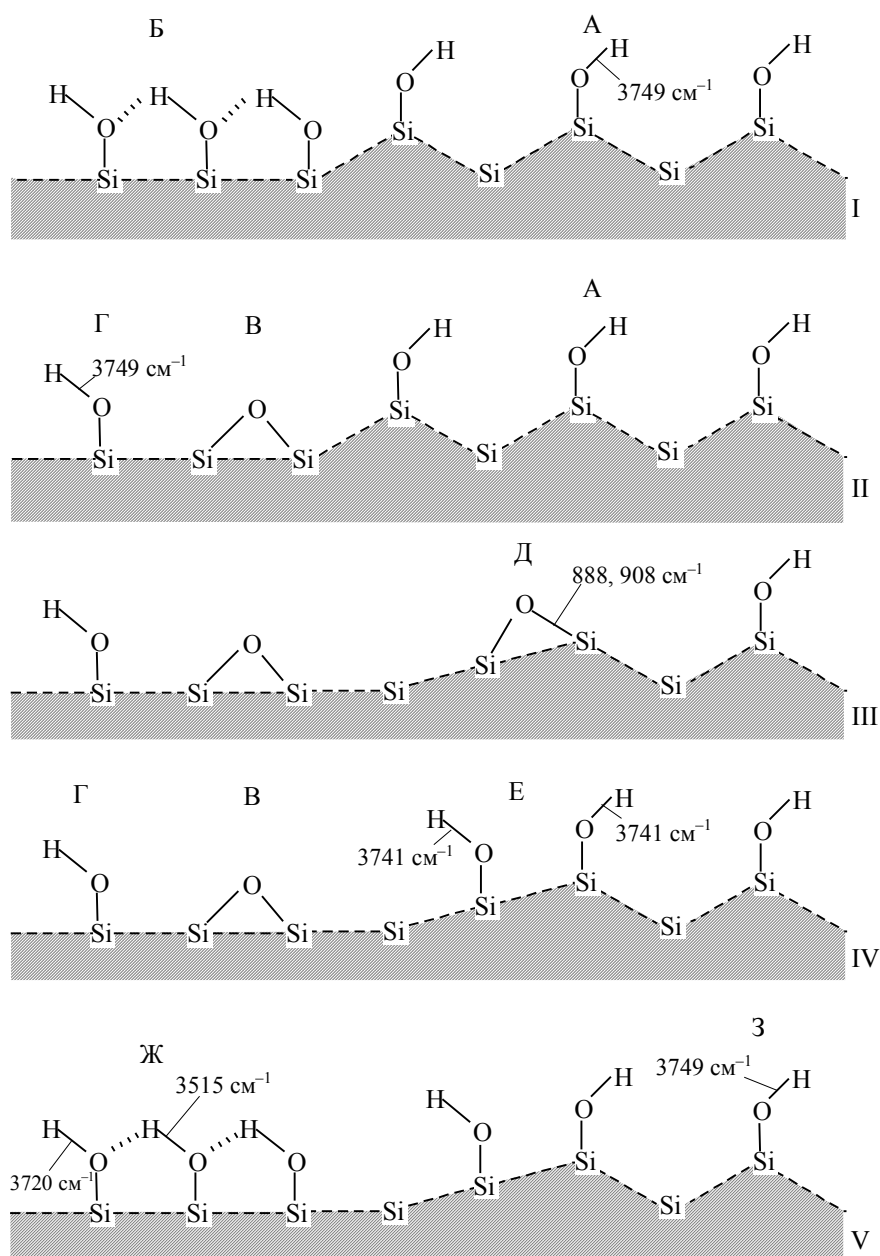 Б А
H H H H H H
O O O O O O
3749 см⁻¹
Si Si Si Si Si Si Si Si
I
Г В А
H H H H
3749 см⁻¹
O O O O O
Si Si Si Si Si Si Si Si
II
Д
888, 908 см⁻¹
H H
O O O O
Si Si Si Si Si Si Si Si
III
Г В Е
H H H H
3741 см⁻¹ 3741 см⁻¹
O O O O O
Si Si Si Si Si Si Si Si
IV
Ж З
3515 см⁻¹ 3749 см⁻¹
H H H H H H
O O O O O O
3720 см⁻¹
Si Si Si Si Si Si Si Si
V